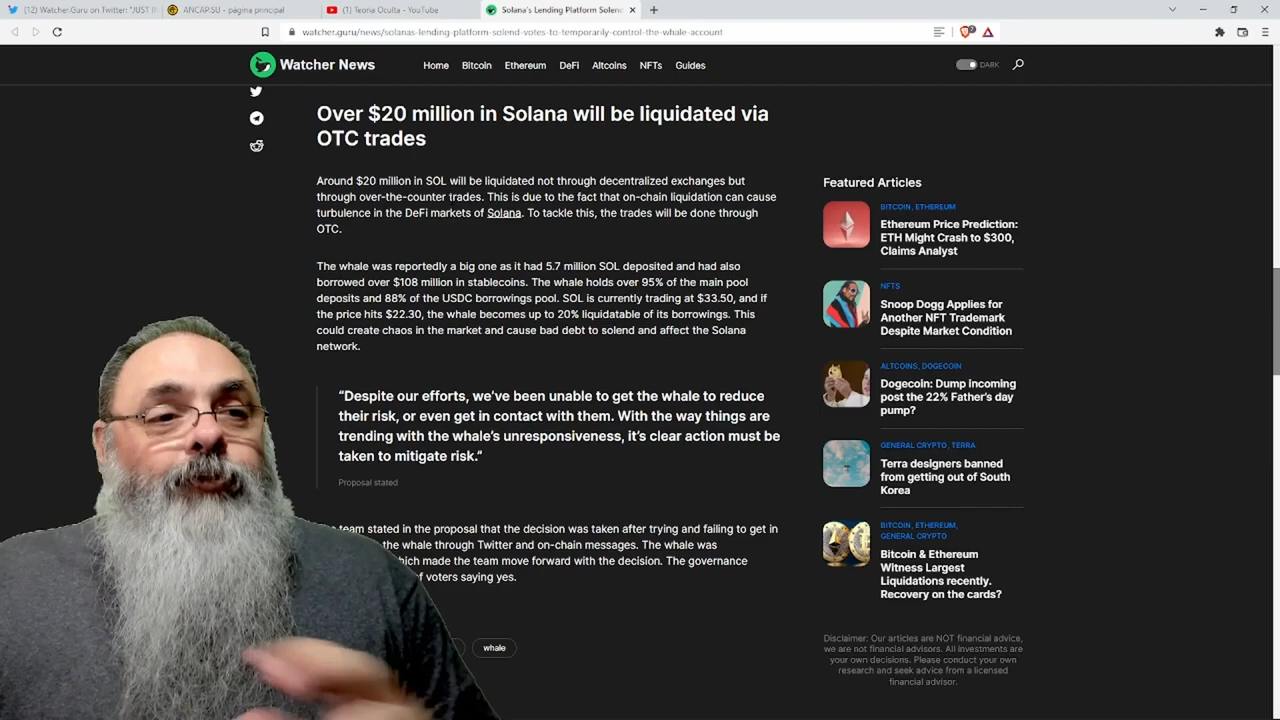 (12) Watcher.Guru on Twitter: "JUST (I
ANCAP.SU - página principal
(1) Teoria Oculta - YouTube
Solana's Lending Platform Solend
watcher.guru/news/solanas-lending-platform-solend-votes-to-temporarily-control-the-whale-account
Watcher News
Home
Bitcoin
Ethereum
DeFi
Altcoins
NFTs
Guides
DARK
Over $20 million in Solana will be liquidated via
OTC trades
Around $20 million in SOL will be liquidated not through decentralized exchanges but
through over-the-counter trades. This is due to the fact that on-chain liquidation can cause
turbulence in the DeFi markets of Solana. To tackle this, the trades will be done through
OTC.
The whale was reportedly a big one as it had 5.7 million SOL deposited and had also
borrowed over $108 million in stablecoins. The whale holds over 95% of the main pool
deposits and 88% of the USDC borrowings pool. SOL is currently trading at $33.50, and if
the price hits $22.30, the whale becomes up to 20% liquidatable of its borrowings. This
could create chaos in the market and cause bad debt to solend and affect the Solana
network.
“Despite our efforts, we’ve been unable to get the whale to reduce
their risk, or even get in contact with them. With the way things are
trending with the whale’s unresponsiveness, it’s clear action must be
taken to mitigate risk.“
Proposal stated
team stated in the proposal that the decision was taken after trying and failing to get in
the whale through Twitter and on-chain messages. The whale was
which made the team move forward with the decision. The governance
of voters saying yes.
whale
Featured Articles
BITCOIN, ETHEREUM
Ethereum Price Prediction:
ETH Might Crash to $300,
Claims Analyst
NFTS
Snoop Dogg Applies for
Another NFT Trademark
Despite Market Condition
ALTCOINS, DOGECOIN
Dogecoin: Dump incoming
post the 22% Father’s day
pump?
GENERAL CRYPTO, TERRA
Terra designers banned
from getting out of South
Korea
BITCOIN, ETHEREUM,
GENERAL CRYPTO
Bitcoin & Ethereum
Witness Largest
Liquidations recently.
Recovery on the cards?
Disclaimer: Our articles are NOT financial advice,
we are not financial advisors. All investments are
your own decisions. Please conduct your own
research and seek advice from a licensed
financial advisor.